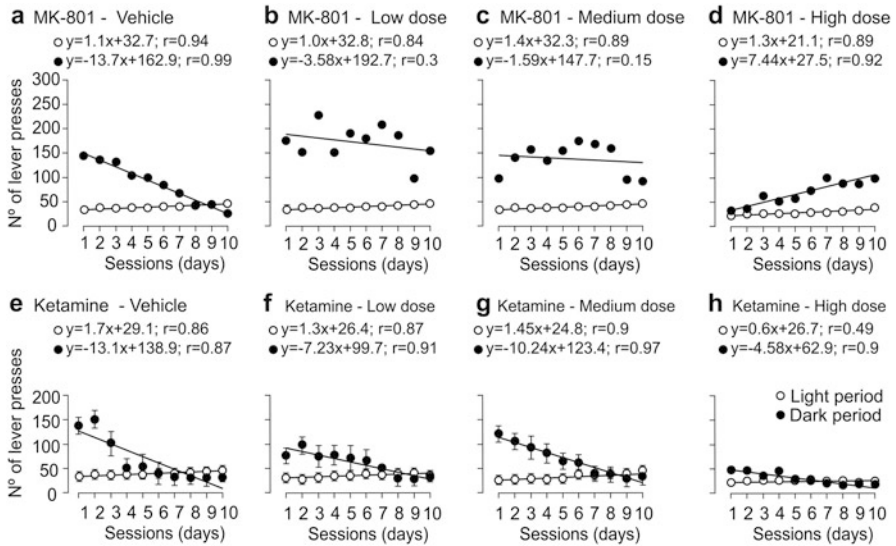 a MK-801 - Vehicle
○y=1.1x+32.7; r=0.94
●y=-13.7x+162.9; r=0.99
b MK-801 - Low dose
○y=1.0x+32.8; r=0.84
●y=-3.58x+192.7; r=0.3
c MK-801 - Medium dose
○y=1.4x+32.3; r=0.89
●y=-1.59x+147.7; r=0.15
d MK-801 - High dose
○y=1.3x+21.1; r=0.89
●y=7.44x+27.5; r=0.92
Nº of lever presses
300
250
200
150
100
50
0
1 2 3 4 5 6 7 8 9 10
Sessions (days)
1 2 3 4 5 6 7 8 9 10
Sessions (days)
1 2 3 4 5 6 7 8 9 10
Sessions (days)
1 2 3 4 5 6 7 8 9 10
Sessions (days)
e Ketamine - Vehicle
○y=1.7x+29.1; r=0.86
●y=-13.1x+138.9; r=0.87
f Ketamine - Low dose
○y=1.3x+26.4; r=0.87
●y=-7.23x+99.7; r=0.91
g Ketamine - Medium dose
○y=1.45x+24.8; r=0.9
●y=-10.24x+123.4; r=0.97
h Ketamine - High dose
○y=0.6x+26.7; r=0.49
●y=-4.58x+62.9; r=0.9
Nº of lever presses
200
150
100
50
0
○ Light period
● Dark period
1 2 3 4 5 6 7 8 9 10
Sessions (days)
1 2 3 4 5 6 7 8 9 10
Sessions (days)
1 2 3 4 5 6 7 8 9 10
Sessions (days)
1 2 3 4 5 6 7 8 9 10
Sessions (days)